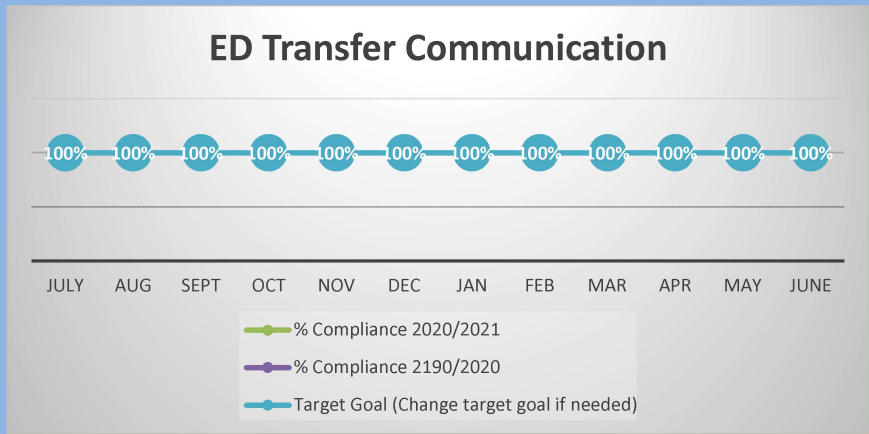 ED Transfer Communication
100% 100% 100% 100% 100% 100% 100% 100% 100% 100% 100% 100%
JULY AUG SEPT OCT NOV DEC JAN FEB MAR APR MAY JUNE
% Compliance 2020/2021
% Compliance 2190/2020
Target Goal (Change target goal if needed)